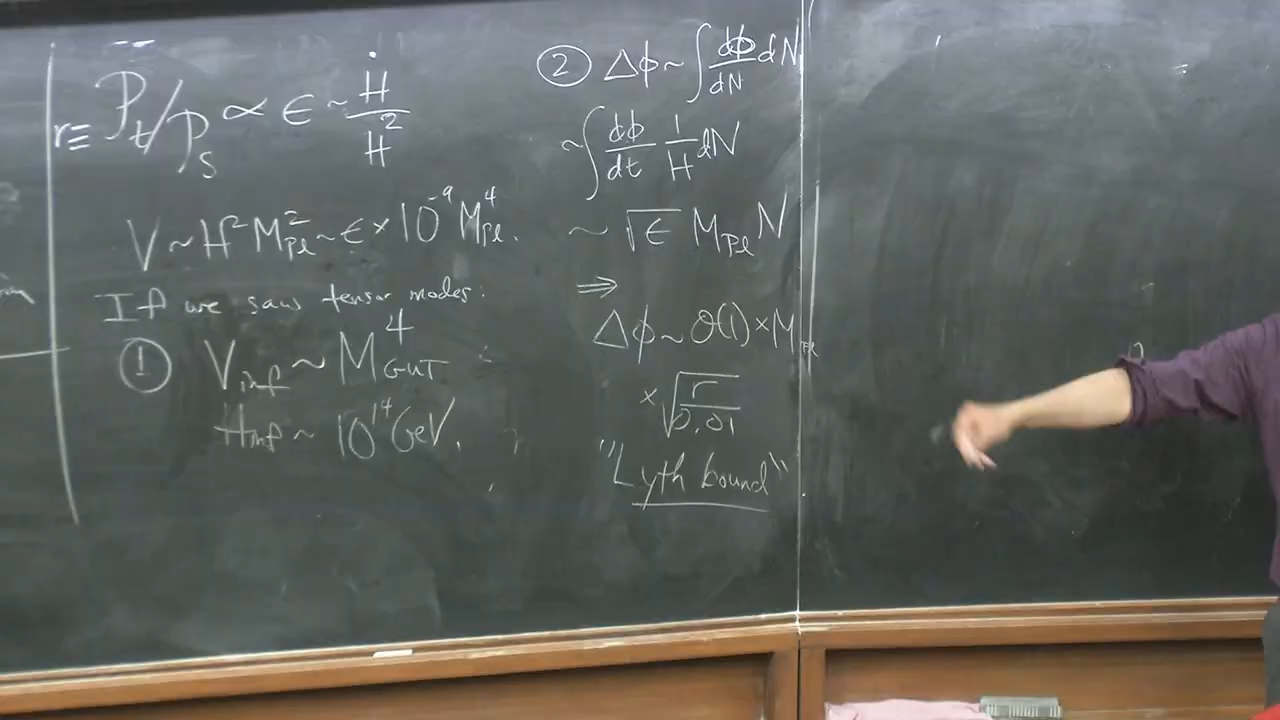 r ≡ P_t/P_s ∝ ε ~ Ḣ/H²
V ~ H² M_Pl² ~ ε × 10⁻⁹ M_Pl⁴.
If we saw tensor modes:
① V_inf ~ M_GUT⁴
H_inf ~ 10¹⁴ GeV.
② Δφ ~ ∫ dφ/dN dN
~ ∫ dφ/dt 1/H dN
~ √ε M_Pl N
⇒
Δφ ~ O(1) × M_Pl
× √(r/0.01)
"Lyth bound"